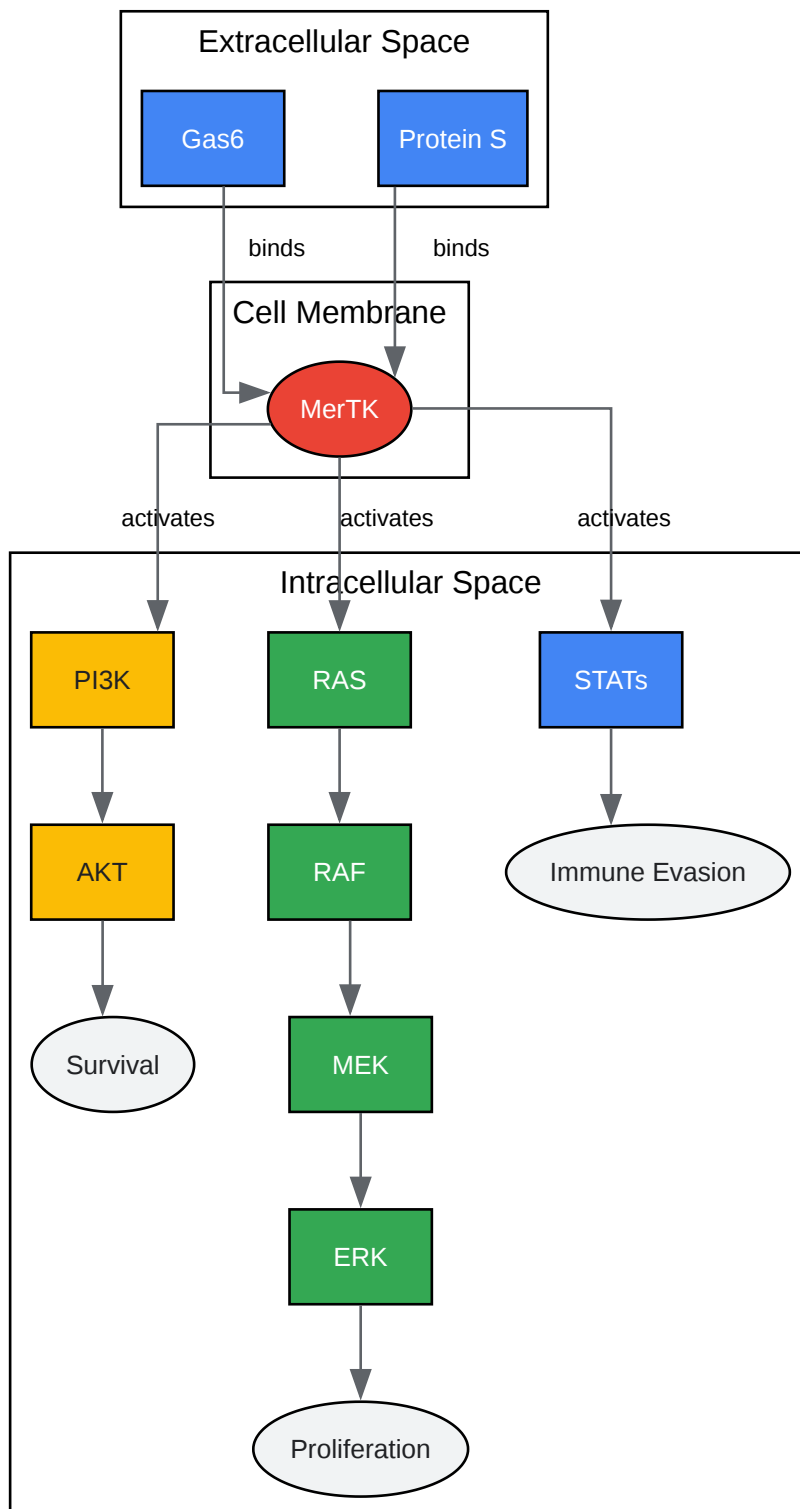 Extracellular Space
Gas6
Protein S
binds
binds
Cell Membrane
MerTK
activates
activates
activates
Intracellular Space
PI3K
RAS
STATs
AKT
RAF
Immune Evasion
Survival
MEK
ERK
Proliferation